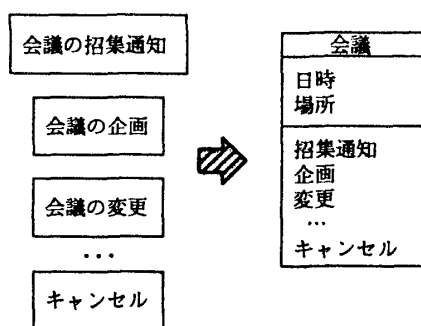 会議の招集通知
会議の企画
会議の変更
...
キャンセル
会議
日時
場所
招集通知
企画
変更
...
キャンセル